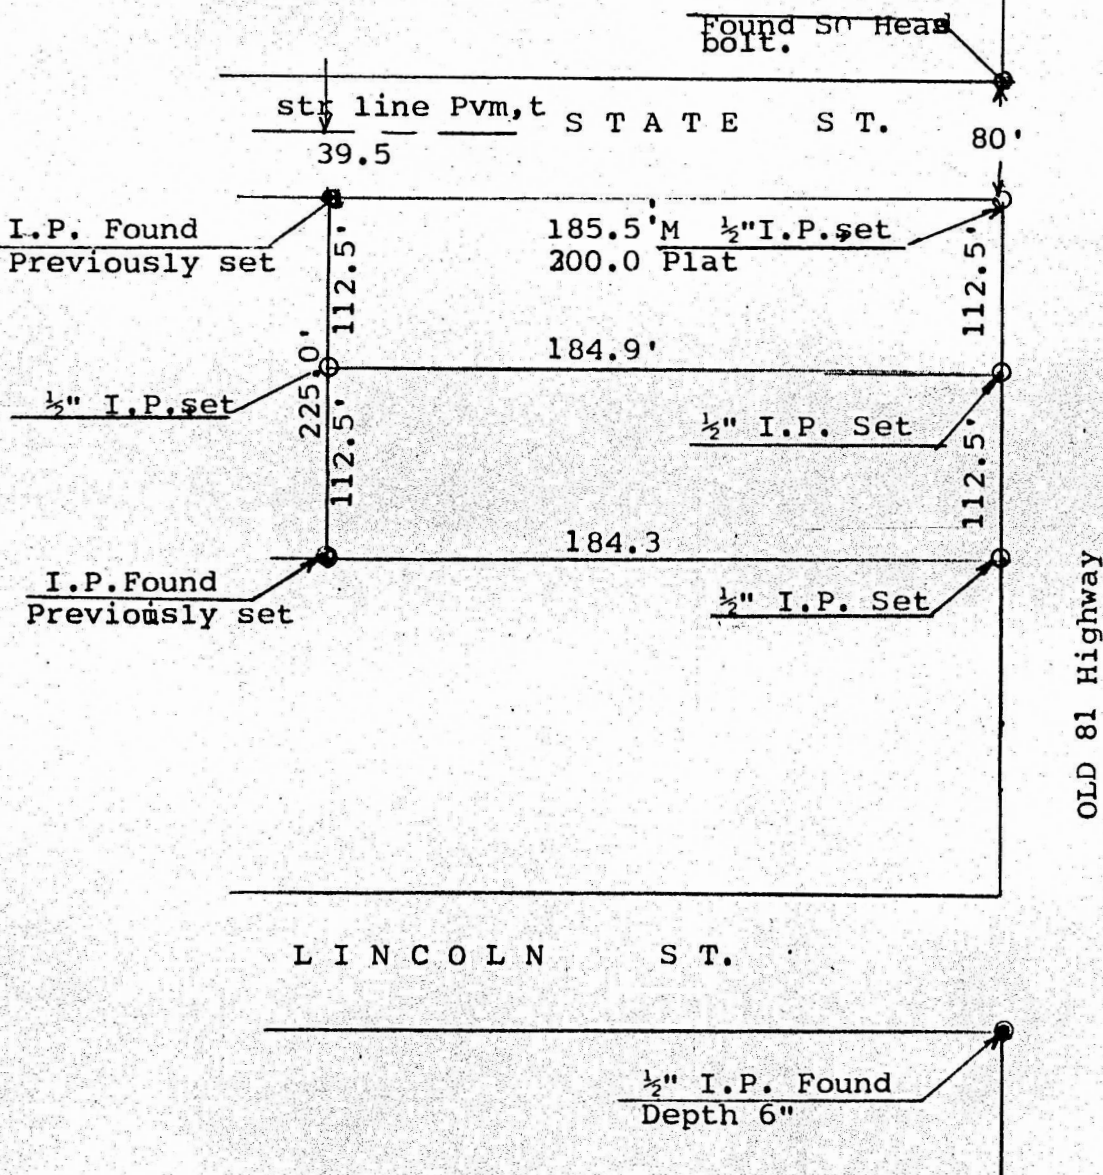 Found Sq Head
bolt.
str line Pvm,t
STATE ST.
80'
39.5
I.P. Found
Previously set
185.5'M
200.0 Plat
½"I.P.set
112.5'
112.5'
225.0'
184.9'
½" I.P.set
½" I.P. Set
112.5'
112.5'
184.3
I.P.Found
Previously set
½" I.P. Set
OLD 81 Highway
LINCOLN ST.
½" I.P. Found
Depth 6"